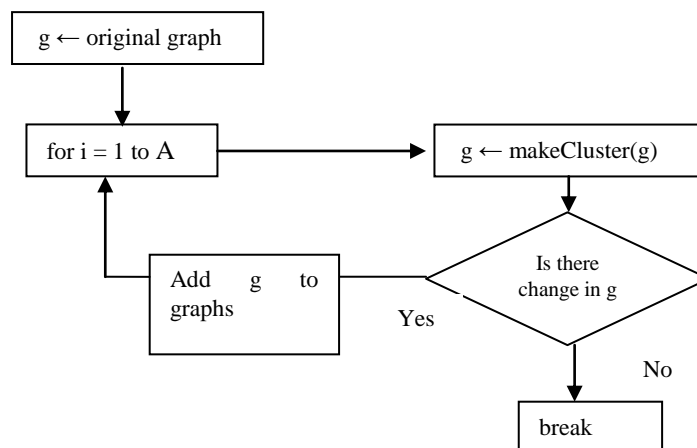 g ← original graph
for i = 1 to A
g ← makeCluster(g)
Is there
change in g
Add g to
graphs
Yes
No
break